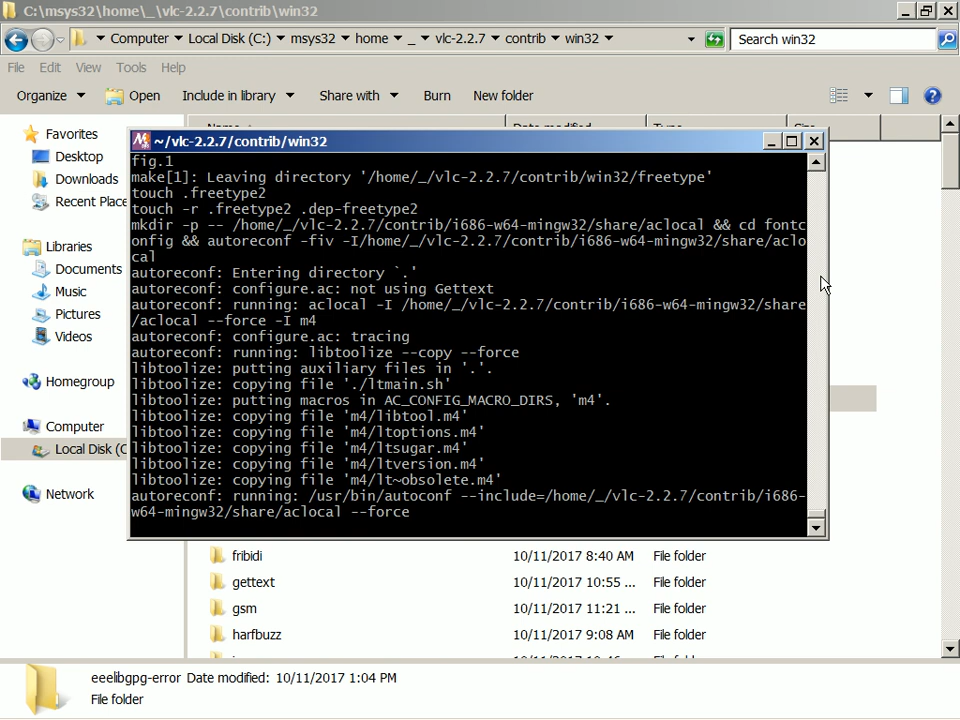 C:\msys32\home\_\vlc-2.2.7\contrib\win32
Computer Local Disk (C:) msys32 home _ vlc-2.2.7 contrib win32
Search win32
File Edit View Tools Help
Organize Open Include in library Share with Burn New folder
Favorites
Desktop
Downloads
Recent Place
Libraries
Documents
Music
Pictures
Videos
Homegroup
Computer
Local Disk (C
Network
~/vlc-2.2.7/contrib/win32
fig.1
make[1]: Leaving directory '/home/_/vlc-2.2.7/contrib/win32/freetype'
touch .freetype2
touch -r .freetype2 .dep-freetype2
mkdir -p -- /home/_/vlc-2.2.7/contrib/i686-w64-mingw32/share/aclocal && cd fontc
onfig && autoreconf -fiv -I/home/_/vlc-2.2.7/contrib/i686-w64-mingw32/share/aclo
cal
autoreconf: Entering directory `.'
autoreconf: configure.ac: not using Gettext
autoreconf: running: aclocal -I /home/_/vlc-2.2.7/contrib/i686-w64-mingw32/share
/aclocal --force -I m4
autoreconf: configure.ac: tracing
autoreconf: running: libtoolize --copy --force
libtoolize: putting auxiliary files in '.'.
libtoolize: copying file './ltmain.sh'
libtoolize: putting macros in AC_CONFIG_MACRO_DIRS, 'm4'.
libtoolize: copying file 'm4/libtool.m4'
libtoolize: copying file 'm4/ltoptions.m4'
libtoolize: copying file 'm4/ltsugar.m4'
libtoolize: copying file 'm4/ltversion.m4'
libtoolize: copying file 'm4/lt~obsolete.m4'
autoreconf: running: /usr/bin/autoconf --include=/home/_/vlc-2.2.7/contrib/i686-
w64-mingw32/share/aclocal --force
fribidi 10/11/2017 8:40 AM File folder
gettext 10/11/2017 10:55 ... File folder
gsm 10/11/2017 11:21 ... File folder
harfbuzz 10/11/2017 9:08 AM File folder
eeelibgpg-error Date modified: 10/11/2017 1:04 PM
File folder